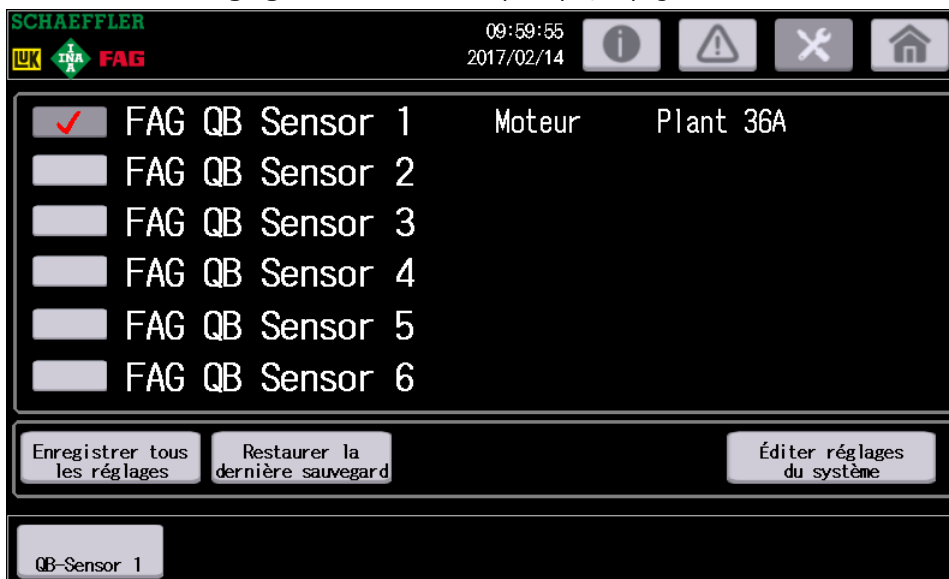 SCHAEFFLER
LUK INA FAG
09:59:55
2017/02/14
FAG QB Sensor 1 Moteur Plant 36A
FAG QB Sensor 2
FAG QB Sensor 3
FAG QB Sensor 4
FAG QB Sensor 5
FAG QB Sensor 6
Enregistrer tous
les réglages
Restaurer la
dernière sauvegard
Éditer réglages
du système
QB-Sensor 1